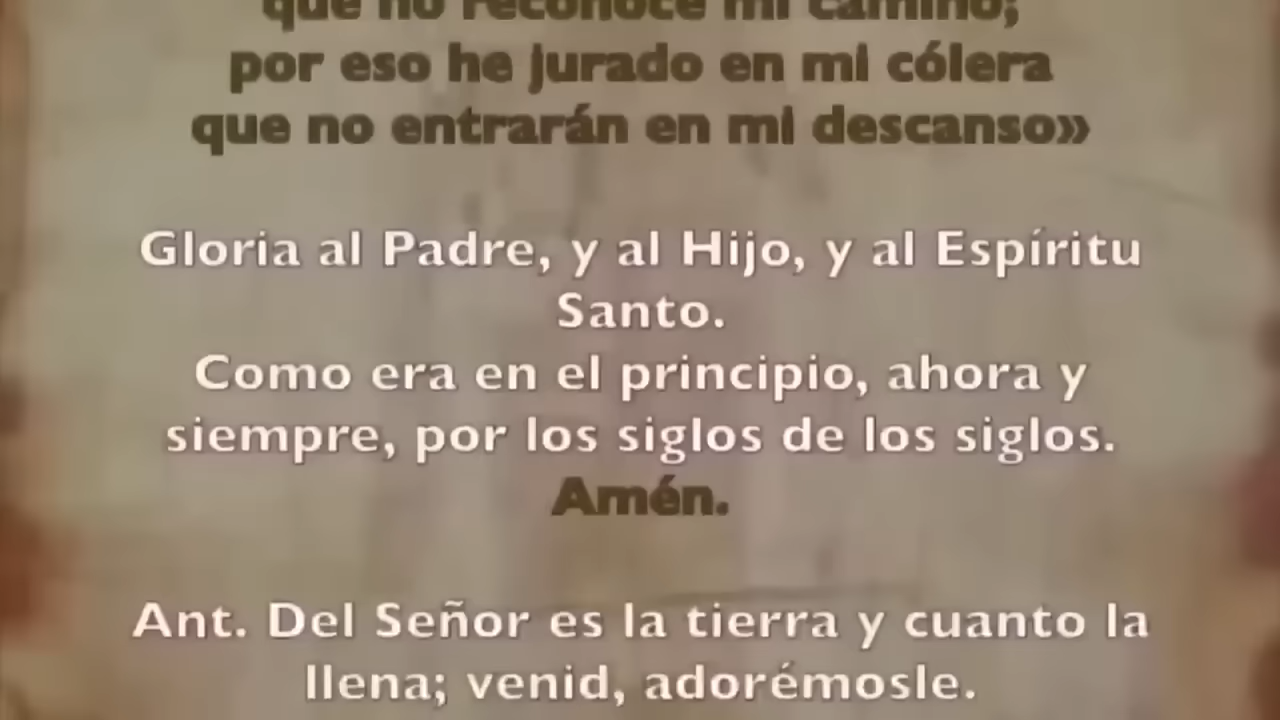 que no reconoce mi camino;
por eso he jurado en mi cólera
que no entrarán en mi descanso»
Gloria al Padre, y al Hijo, y al Espíritu
Santo.
Como era en el principio, ahora y
siempre, por los siglos de los siglos.
Amén.
Ant. Del Señor es la tierra y cuanto la
llena; venid, adorémosle.